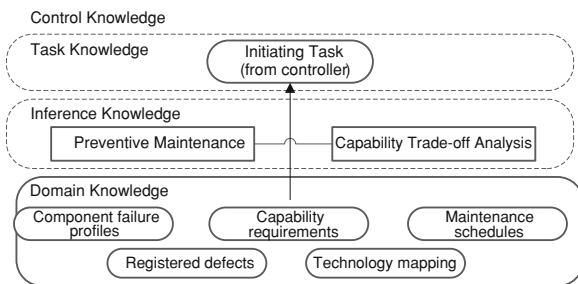 Control Knowledge
Task Knowledge
Initiating Task
(from controller)
Inference Knowledge
Preventive Maintenance
Capability Trade-off Analysis
Domain Knowledge
Component failure
profiles
Capability
requirements
Maintenance
schedules
Registered defects
Technology mapping